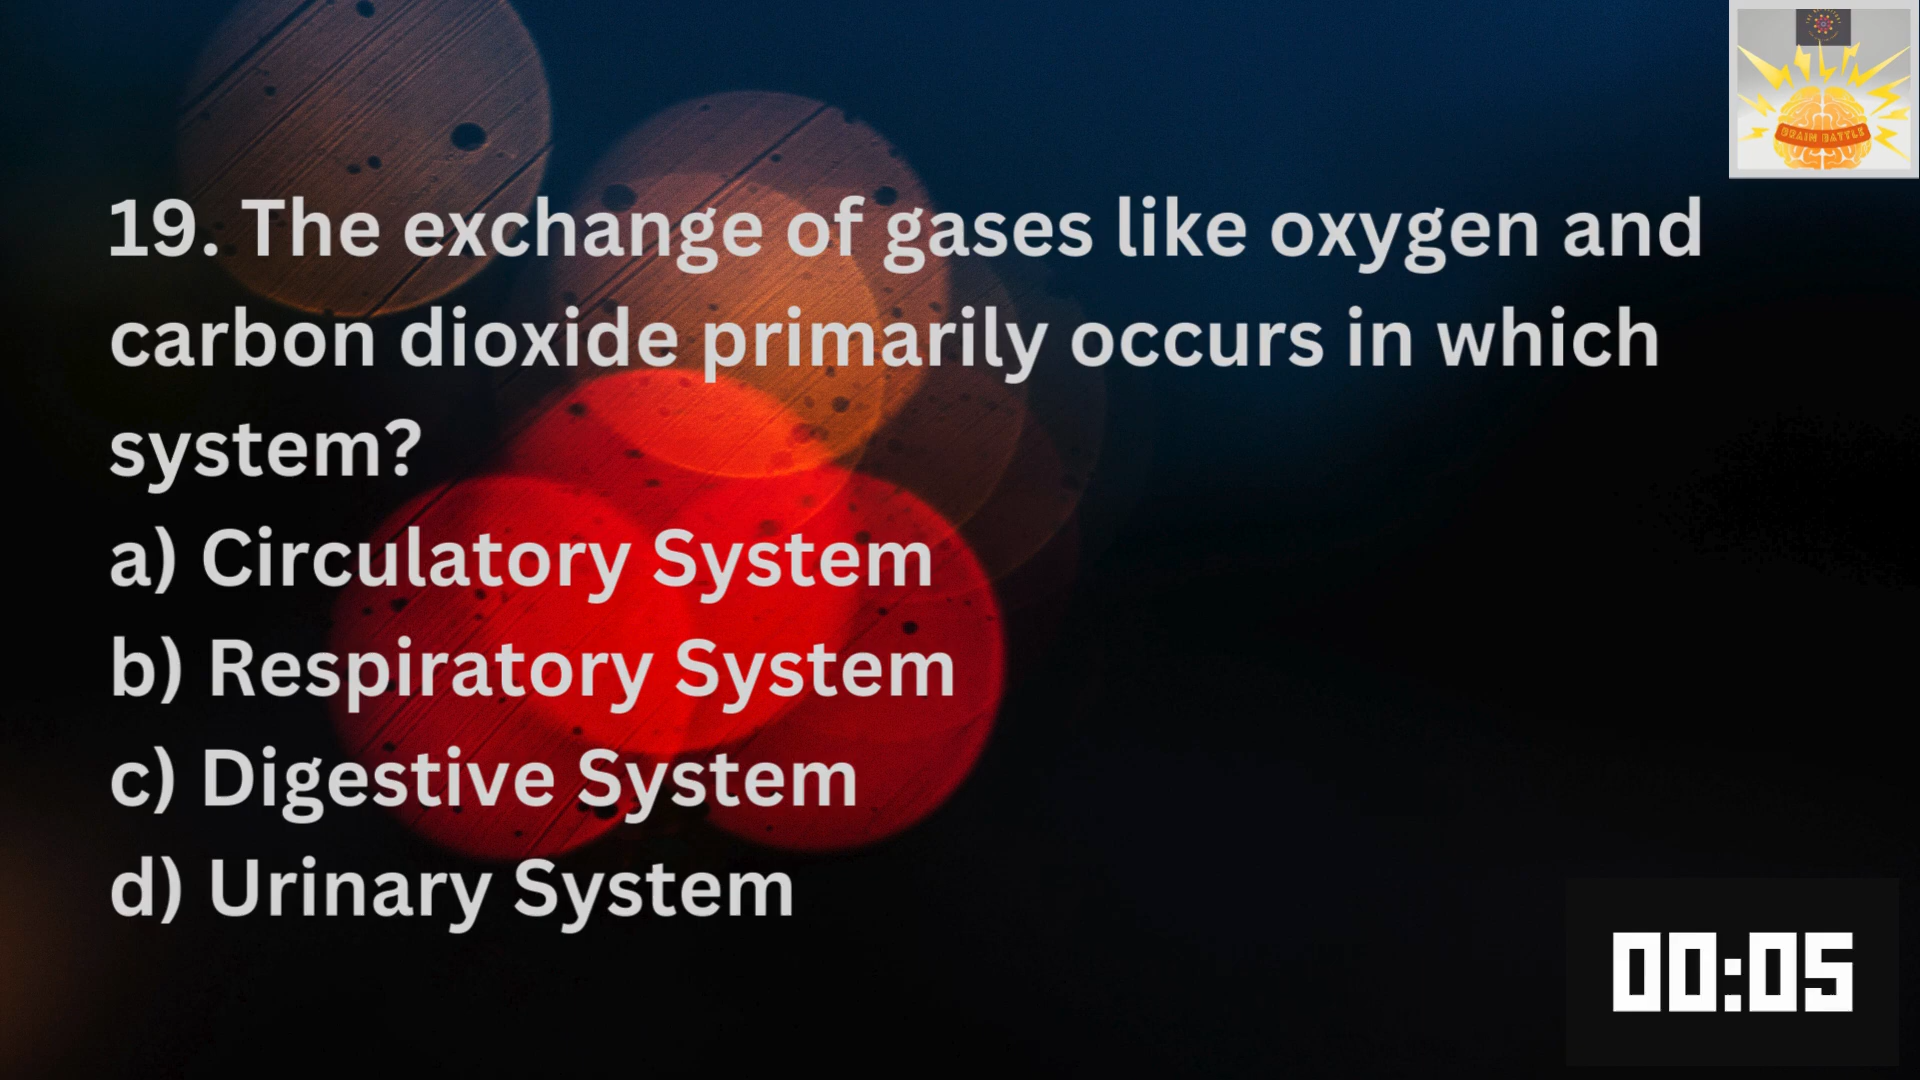 BRAIN BATTLE
19. The exchange of gases like oxygen and
carbon dioxide primarily occurs in which
system?
a) Circulatory System
b) Respiratory System
c) Digestive System
d) Urinary System
00:05